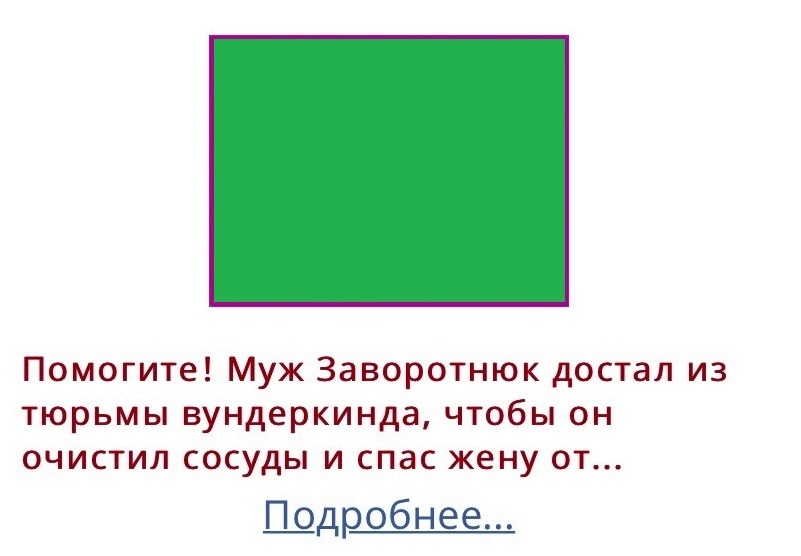 Помогите! Муж Заворотнюк достал из
тюрьмы вундеркинда, чтобы он
очистил сосуды и спас жену от...
Подробнее...